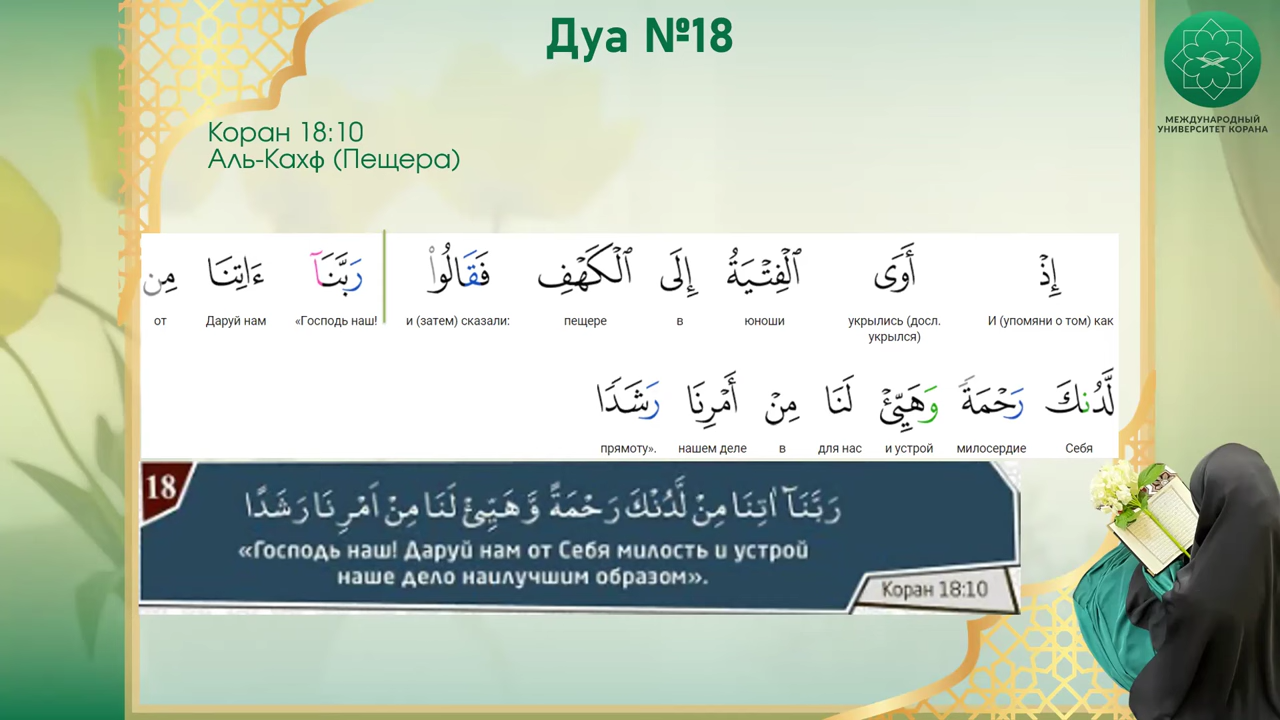 Дуа №18
МЕЖДУНАРОДНЫЙ
УНИВЕРСИТЕТ КОРАНА
Коран 18:10
Аль-Кахф (Пещера)
إِذْ أَوَى ٱلْفِتْيَةُ إِلَى ٱلْكَهْفِ فَقَالُوا۟ رَبَّنَآ ءَاتِنَا مِن
И (упомяни о том) как укрылись (досл. укрылся) юноши в пещере и (затем) сказали: «Господь наш! Даруй нам от
لَّدُنكَ رَحْمَةً وَهَيِّئْ لَنَا مِنْ أَمْرِنَا رَشَدًا
Себя милосердие и устрой для нас в нашем деле прямоту».
18
رَبَّنَآ اٰتِنَا مِنْ لَّدُنْكَ رَحْمَةً وَّ هَيِّئْ لَنَا مِنْ اَمْرِنَا رَشَدًا
«Господь наш! Даруй нам от Себя милость и устрой
наше дело наилучшим образом».
Коран 18:10